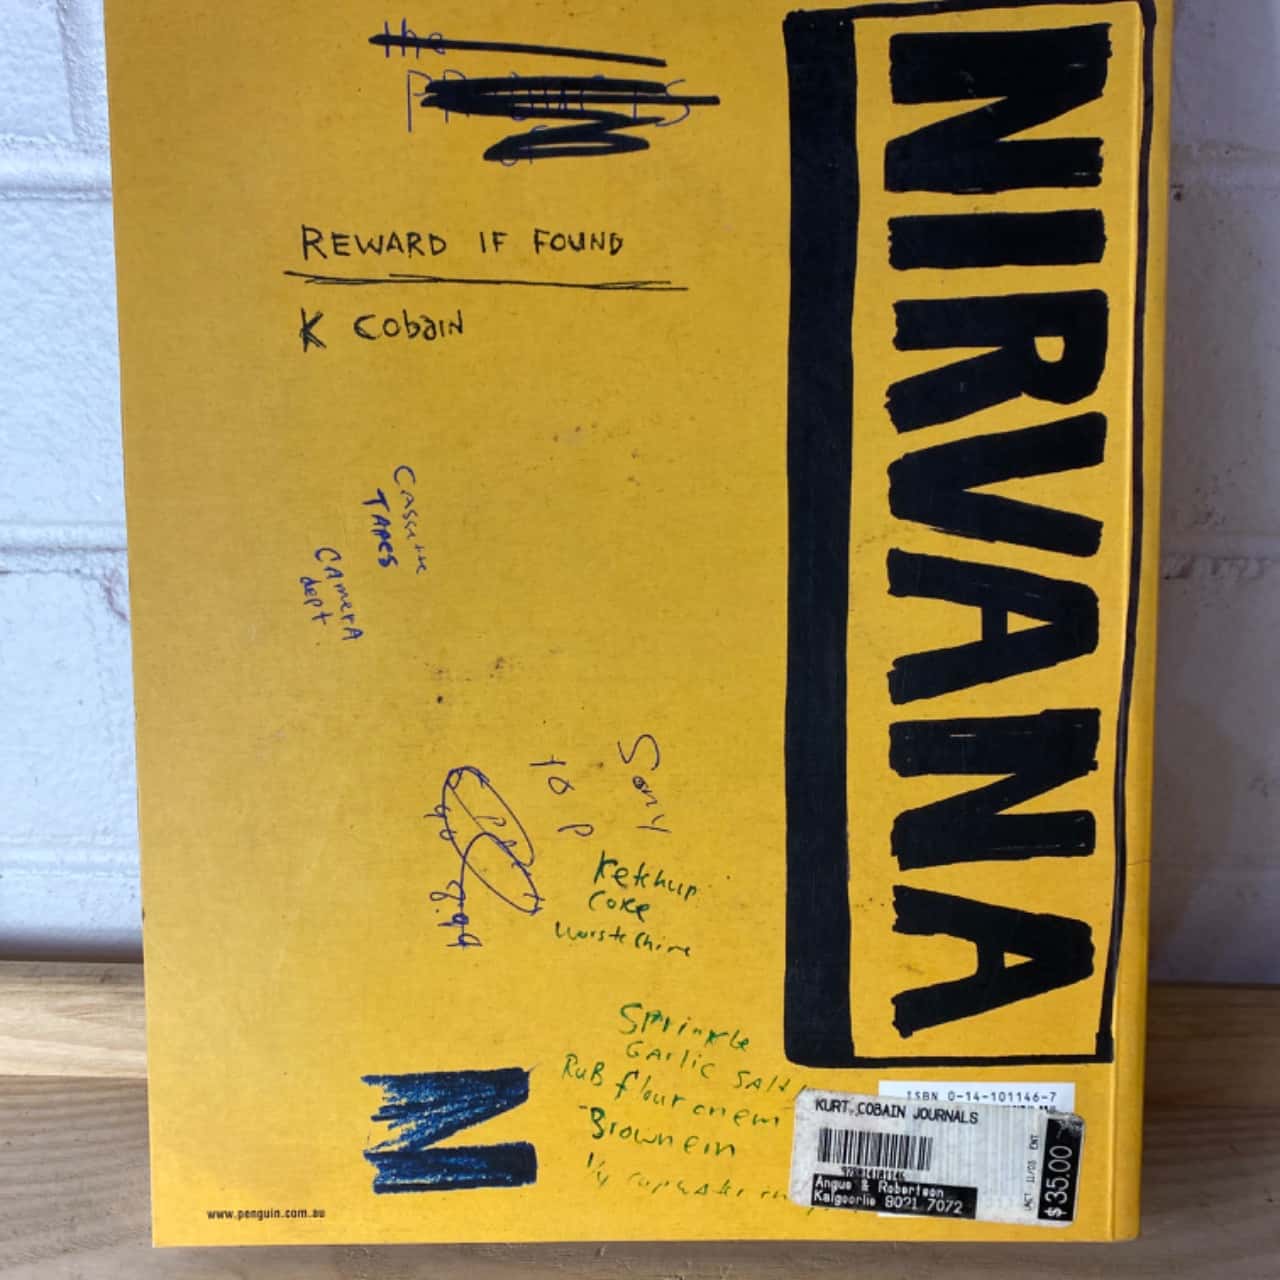 the
REWARD IF FOUND
K CobaIN
NIRVANA
Cassette
TAPES
CAmerA
dept.
Sony
Ketchup
Coke
Sprinkle
GArlic SAlt
RuB flour on em
Brown em
N
www.penguin.com.au
ISBN 0-14-101146-7
KURT COBAIN JOURNALS
Angus & Robertson
Kalgoorlie 9021 7072
$35.00